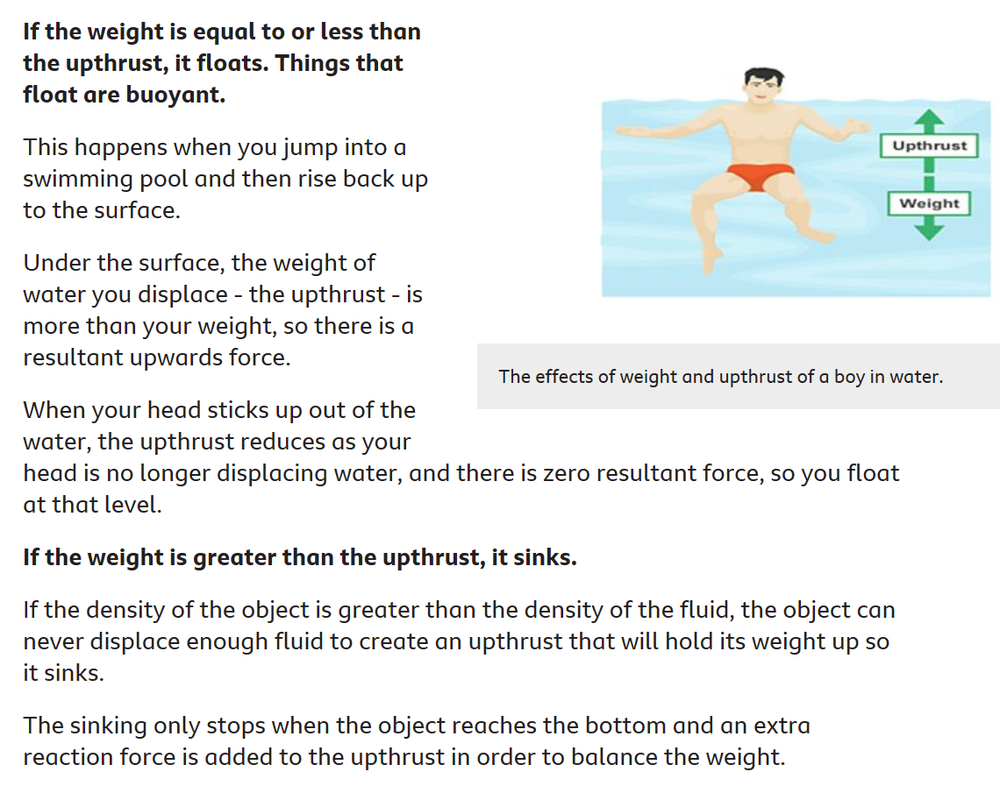 If the weight is equal to or less than
the upthrust, it floats. Things that
float are buoyant.
This happens when you jump into a
swimming pool and then rise back up
to the surface.
Under the surface, the weight of
water you displace - the upthrust - is
more than your weight, so there is a
resultant upwards force.
Upthrust
Weight
The effects of weight and upthrust of a boy in water.
When your head sticks up out of the
water, the upthrust reduces as your
head is no longer displacing water, and there is zero resultant force, so you float
at that level.
If the weight is greater than the upthrust, it sinks.
If the density of the object is greater than the density of the fluid, the object can
never displace enough fluid to create an upthrust that will hold its weight up so
it sinks.
The sinking only stops when the object reaches the bottom and an extra
reaction force is added to the upthrust in order to balance the weight.